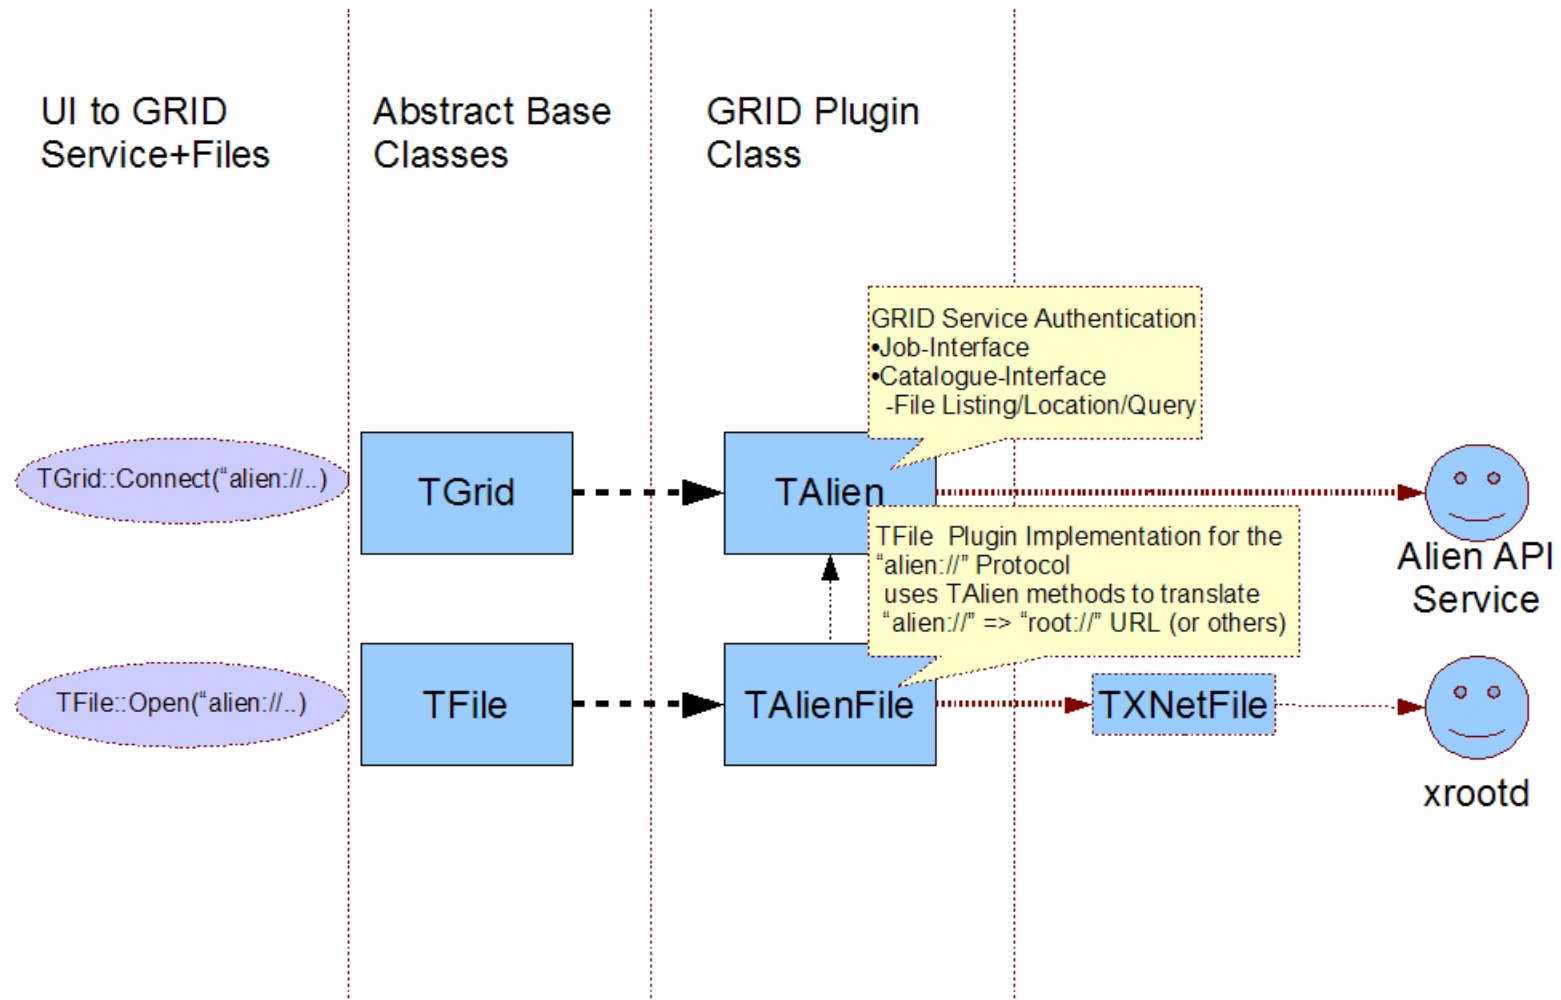 UI to GRID
Service+Files
Abstract Base
Classes
GRID Plugin
Class
GRID Service Authentication
•Job-Interface
•Catalogue-Interface
-File Listing/Location/Query
TGrid::Connect(“alien://..)
TGrid
TAlien
Alien API
Service
TFile  Plugin Implementation for the
“alien://” Protocol
uses TAlien methods to translate
“alien://” => “root://” URL (or others)
TFile::Open(“alien://..)
TFile
TAlienFile
TXNetFile
xrootd